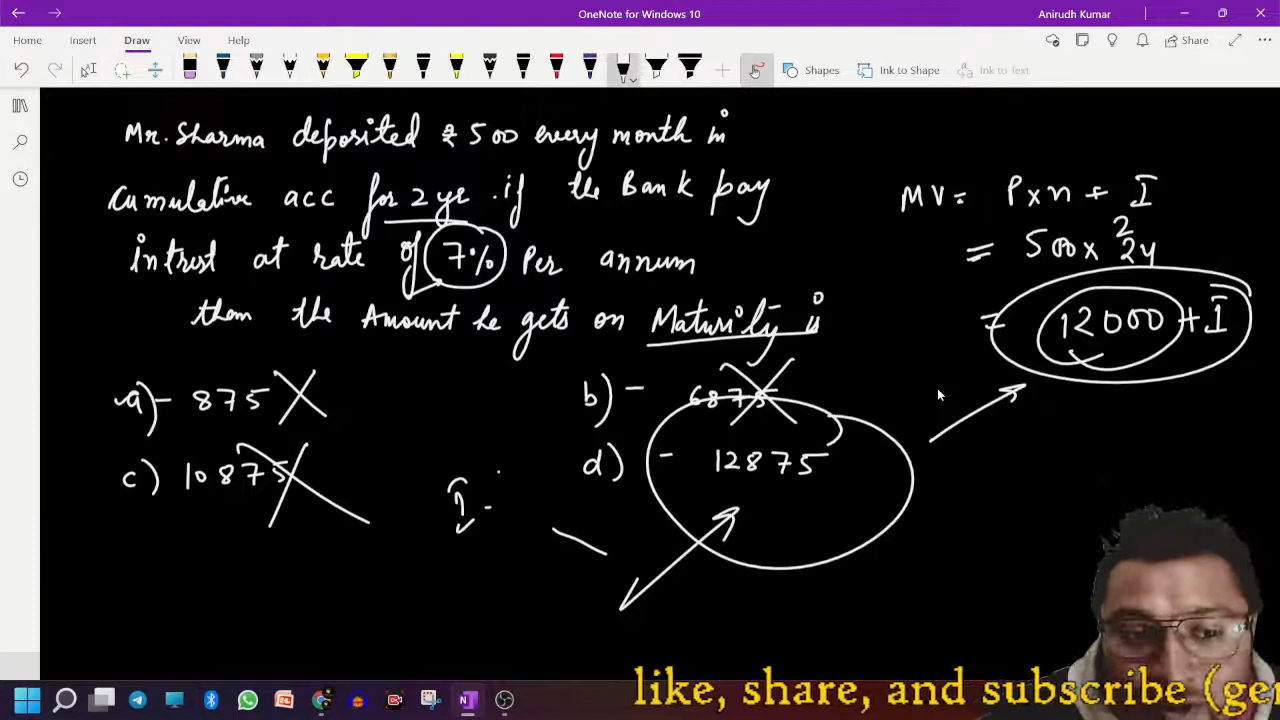 OneNote for Windows 10
Anirudh Kumar
Home Insert Draw View Help
Share
Shapes
Ink to Shape
Ink to Text
Mr. Sharma deposited ₹ 500 every month in
Cumulative acc for 2 yr . if the Bank pay
intrest at rate of 7% Per annum
then the Amount he gets on Maturity is
a) - 875
b) - 6875
c) 10875
d) - 12875
I -
MV = P x n + I
= 500 x 24
2
= 12000 + I
like, share, and subscribe (ge